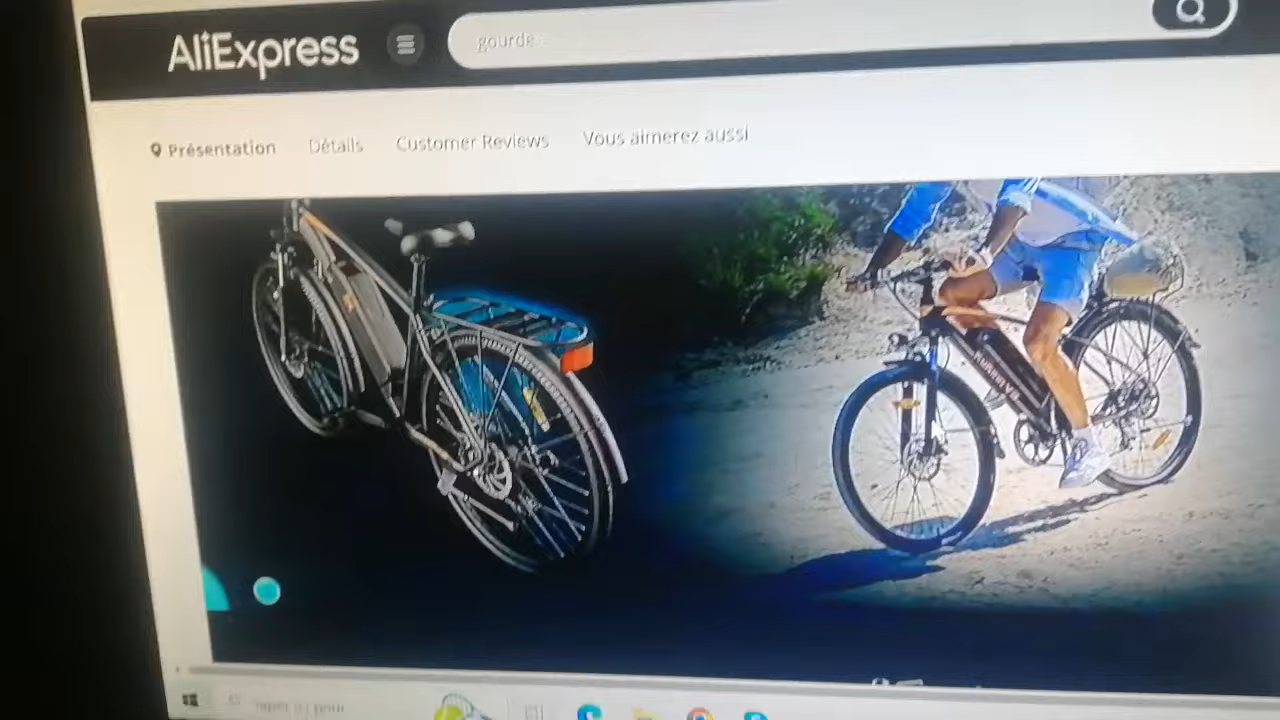 AliExpress
gourde
Présentation Détails Customer Reviews Vous aimerez aussi